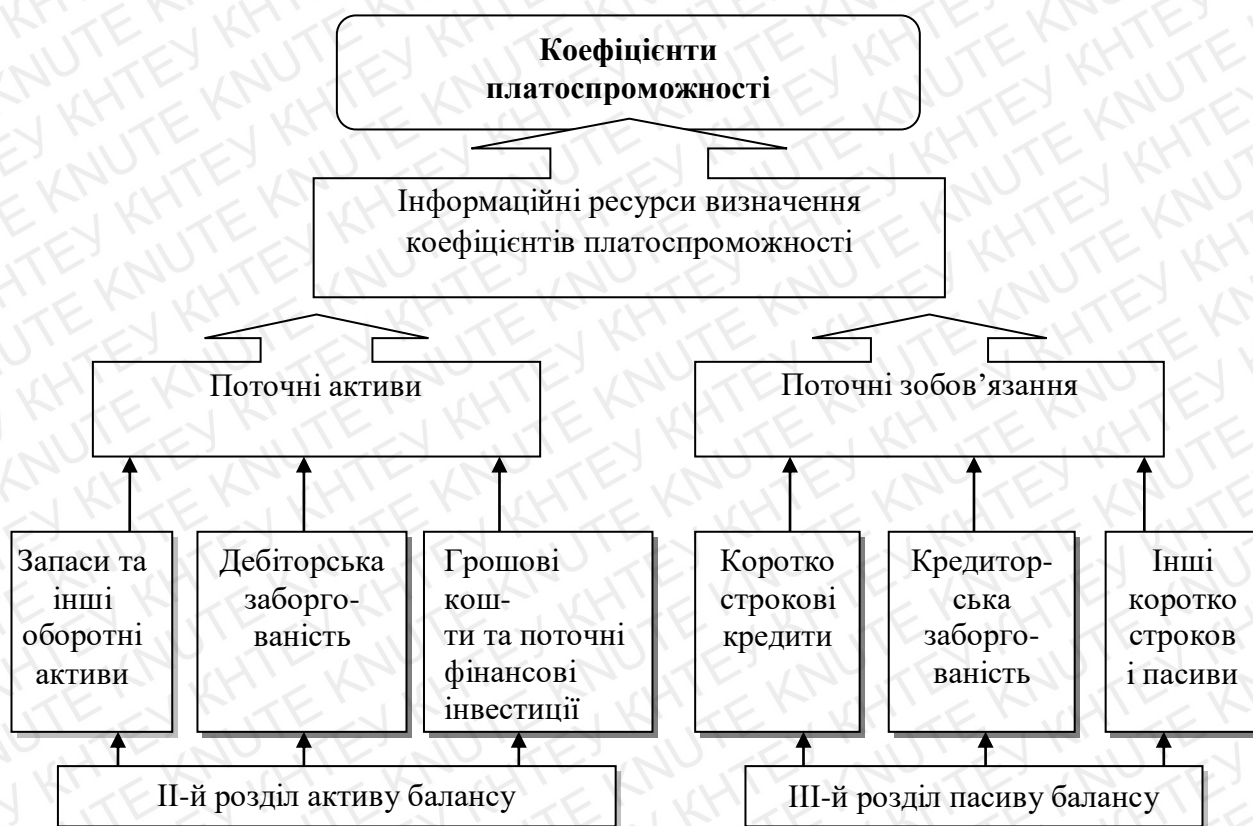 Коефіцієнти
платоспроможності
Інформаційні ресурси визначення
коефіцієнтів платоспроможності
Поточні активи
Поточні зобов’язання
Запаси та
інші
оборотні
активи
Дебіторська
заборго-
ваність
Грошові
кош-
ти та поточні
фінансові
інвестиції
Коротко
строкові
кредити
Кредитор-
ська
заборго-
ваність
Інші
коротко
строков
і пасиви
ІІ-й розділ активу балансу
ІІІ-й розділ пасиву балансу